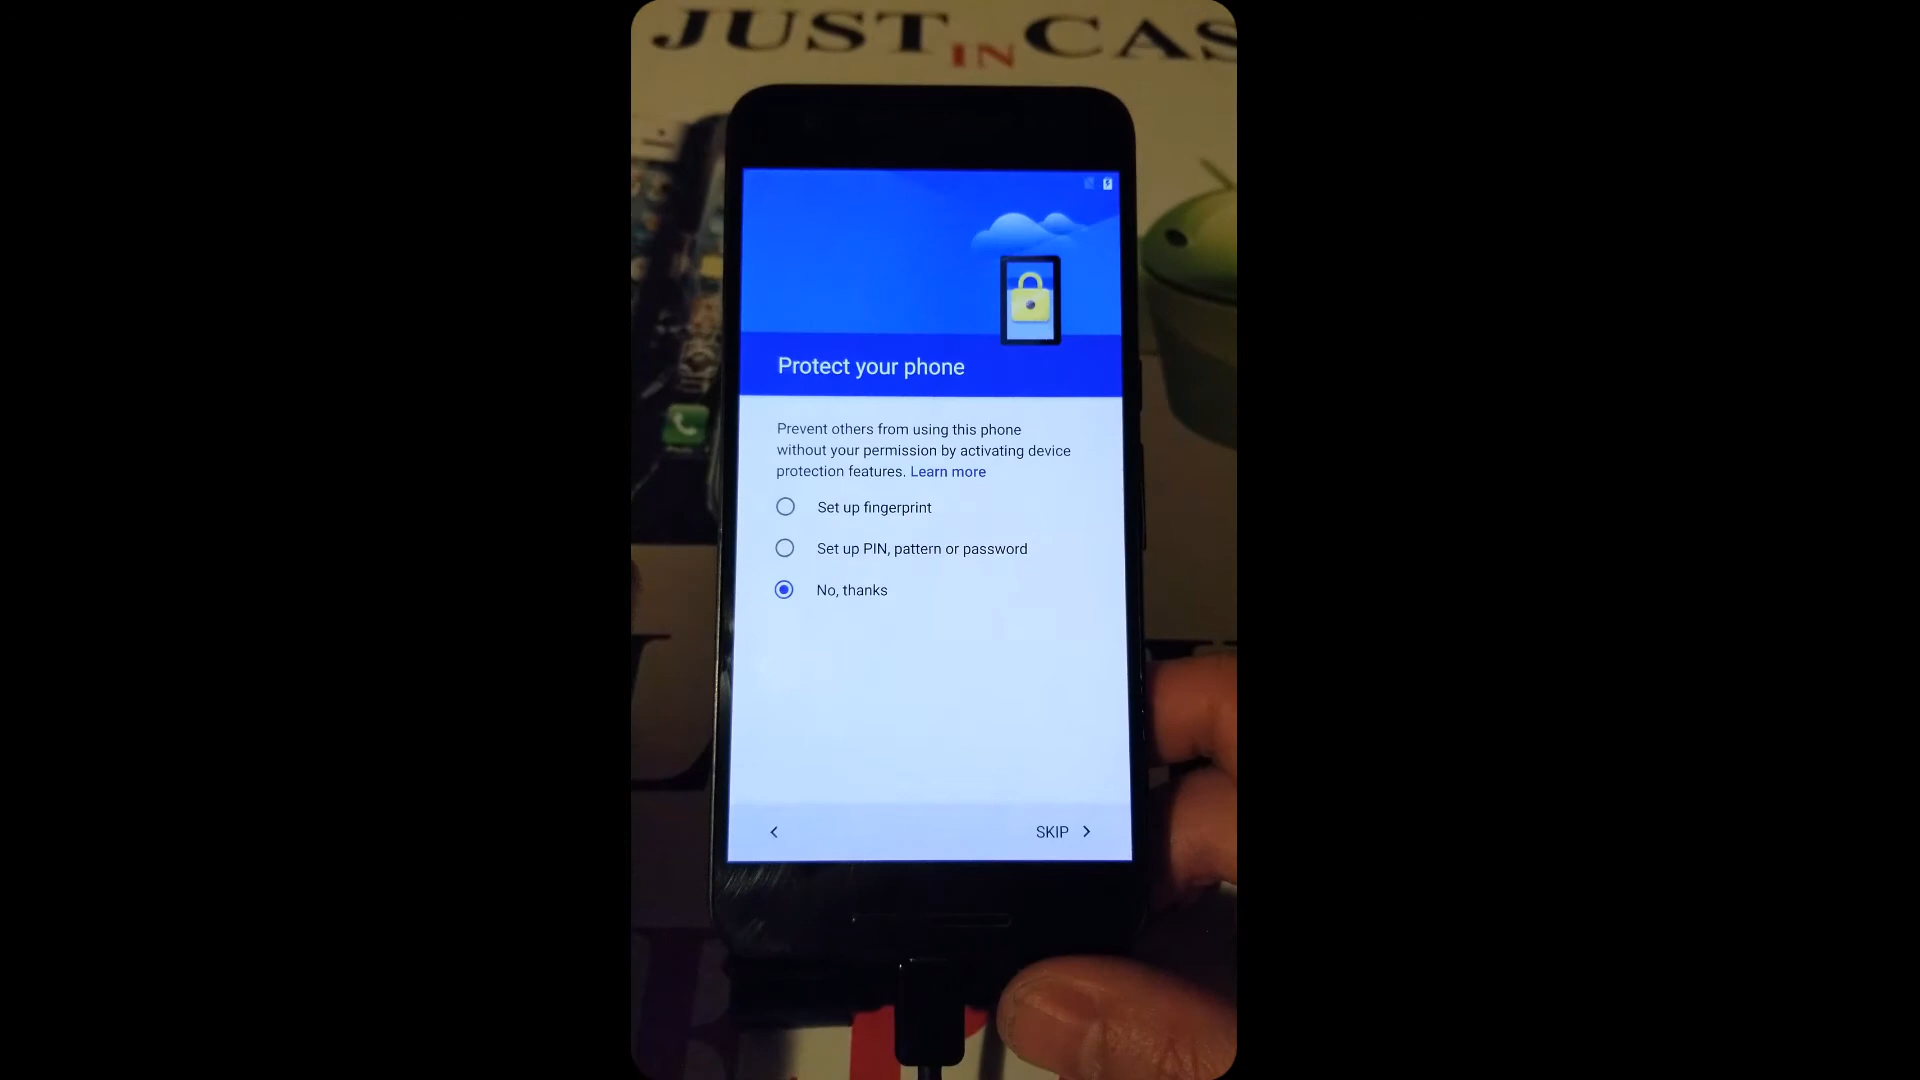 JUST IN CAS
Protect your phone
Prevent others from using this phone
without your permission by activating device
protection features. Learn more
Set up fingerprint
Set up PIN, pattern or password
No, thanks
SKIP